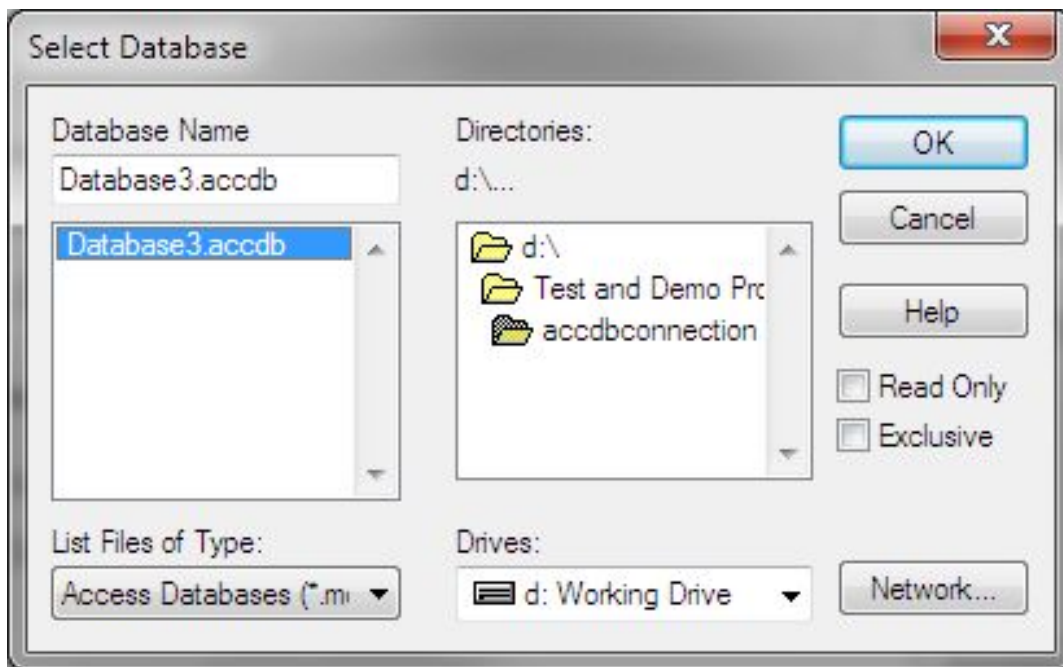 Select Database
Database Name
Database3.accdb
Database3.accdb
List Files of Type:
Access Databases (*.m
Directories:
d:\...
d:\
Test and Demo Pro
accdbconnection
Drives:
d: Working Drive
OK
Cancel
Help
Read Only
Exclusive
Network...